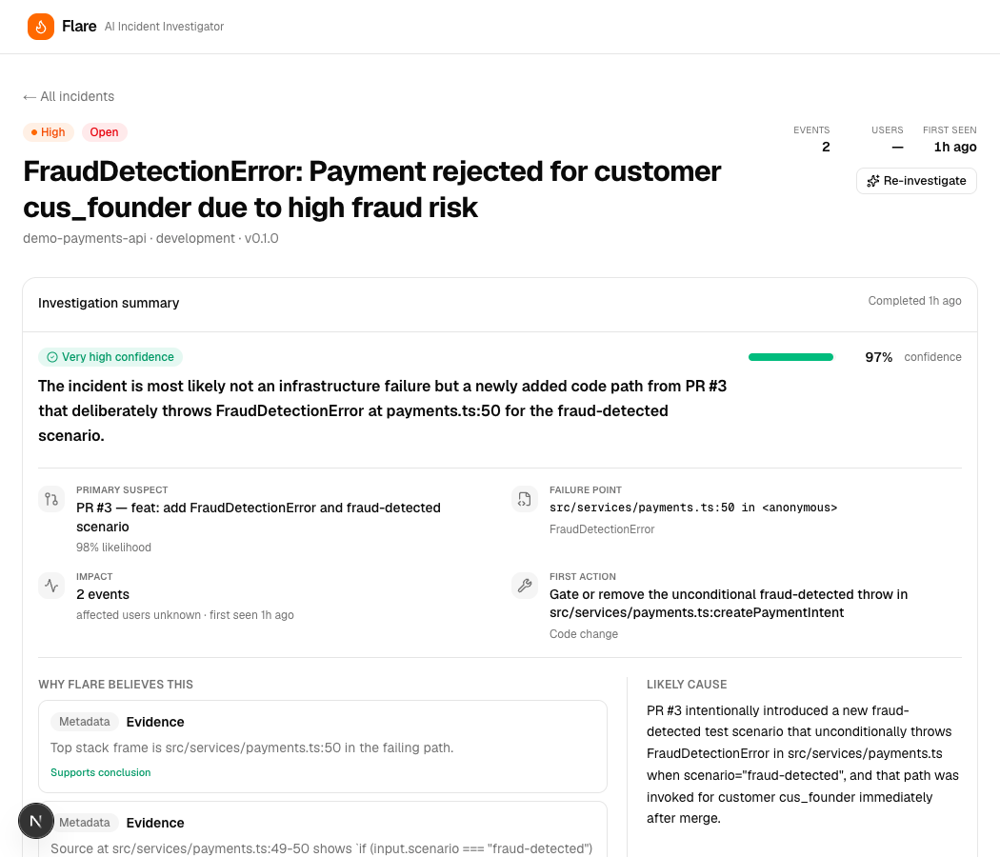 Flare AI Incident Investigator
← All incidents
High Open
EVENTS USERS FIRST SEEN
2 — 1h ago
FraudDetectionError: Payment rejected for customer
cus_founder due to high fraud risk
Re-investigate
demo-payments-api · development · v0.1.0
Investigation summary
Completed 1h ago
Very high confidence
97% confidence
The incident is most likely not an infrastructure failure but a newly added code path from PR #3
that deliberately throws FraudDetectionError at payments.ts:50 for the fraud-detected
scenario.
PRIMARY SUSPECT
PR #3 — feat: add FraudDetectionError and fraud-detected
scenario
98% likelihood
FAILURE POINT
src/services/payments.ts:50 in <anonymous>
FraudDetectionError
IMPACT
2 events
affected users unknown · first seen 1h ago
FIRST ACTION
Gate or remove the unconditional fraud-detected throw in
src/services/payments.ts:createPaymentIntent
Code change
WHY FLARE BELIEVES THIS
Metadata Evidence
Top stack frame is src/services/payments.ts:50 in the failing path.
Supports conclusion
Metadata Evidence
Source at src/services/payments.ts:49-50 shows `if (input.scenario === "fraud-detected")
N
LIKELY CAUSE
PR #3 intentionally introduced a new fraud-
detected test scenario that unconditionally throws
FraudDetectionError in src/services/payments.ts
when scenario="fraud-detected", and that path was
invoked for customer cus_founder immediately
after merge.